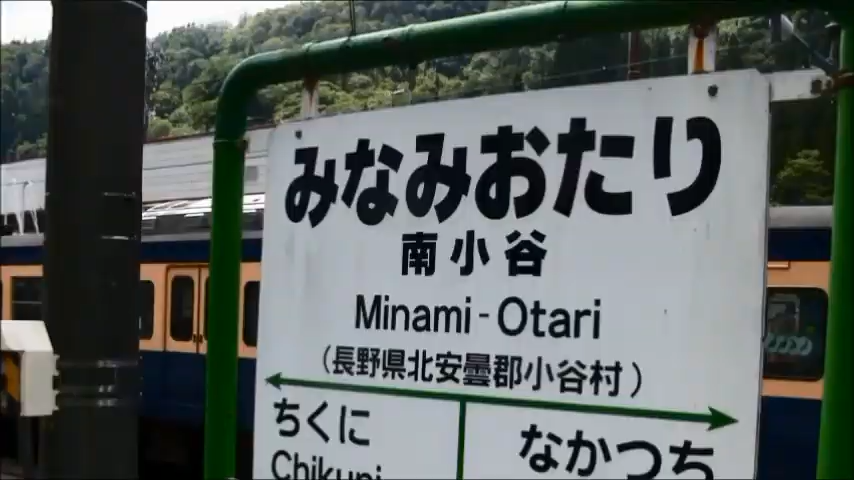 みなみおたり
南小谷
Minami-Otari
(長野県北安曇郡小谷村)
ちくに
なかつち
Chikuni